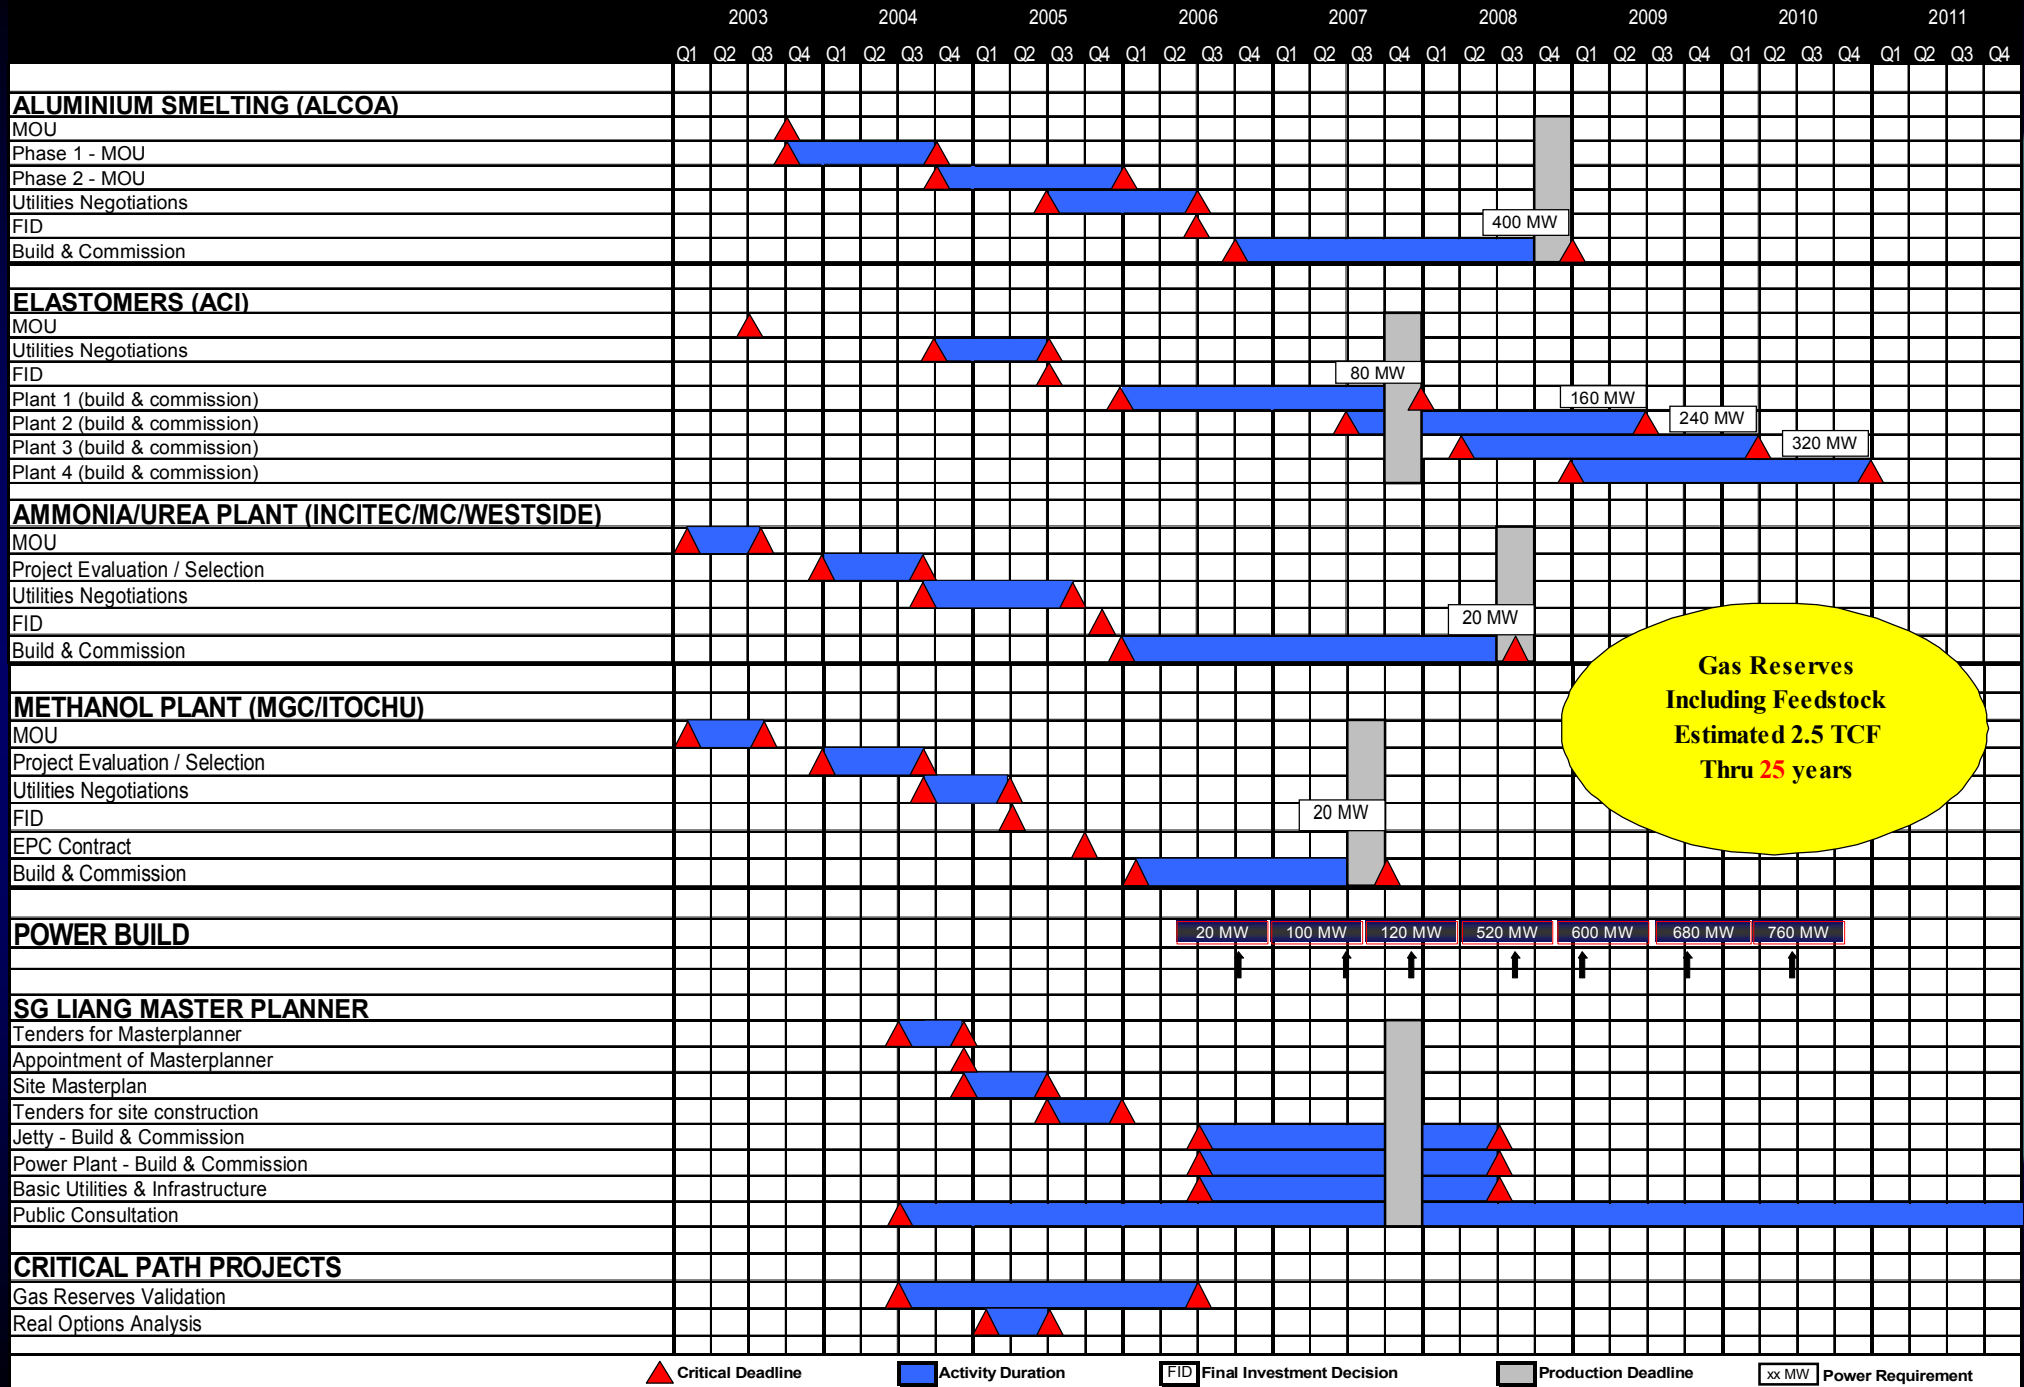 2003 2004 2005 2006 2007 2008 2009 2010 2011
Q1 Q2 Q3 Q4 Q1 Q2 Q3 Q4 Q1 Q2 Q3 Q4 Q1 Q2 Q3 Q4 Q1 Q2 Q3 Q4 Q1 Q2 Q3 Q4 Q1 Q2 Q3 Q4 Q1 Q2 Q3 Q4 Q1 Q2 Q3 Q4
ALUMINIUM SMELTING (ALCOA)
MOU
Phase 1 - MOU
Phase 2 - MOU
Utilities Negotiations
FID
400 MW
Build & Commission
ELASTOMERS (ACI)
MOU
Utilities Negotiations
FID
80 MW
Plant 1 (build & commission)
160 MW
Plant 2 (build & commission)
240 MW
Plant 3 (build & commission)
320 MW
Plant 4 (build & commission)
AMMONIA/UREA PLANT (INCITEC/MC/WESTSIDE)
MOU
Project Evaluation / Selection
Utilities Negotiations
FID
20 MW
Build & Commission
Gas Reserves
Including Feedstock
Estimated 2.5 TCF
Thru 25 years
METHANOL PLANT (MGC/ITOCHU)
MOU
Project Evaluation / Selection
Utilities Negotiations
FID
20 MW
EPC Contract
Build & Commission
POWER BUILD
20 MW 100 MW 120 MW 520 MW 600 MW 680 MW 760 MW
SG LIANG MASTER PLANNER
Tenders for Masterplanner
Appointment of Masterplanner
Site Masterplan
Tenders for site construction
Jetty - Build & Commission
Power Plant - Build & Commission
Basic Utilities & Infrastructure
Public Consultation
CRITICAL PATH PROJECTS
Gas Reserves Validation
Real Options Analysis
Critical Deadline Activity Duration FID Final Investment Decision Production Deadline xx MW Power Requirement